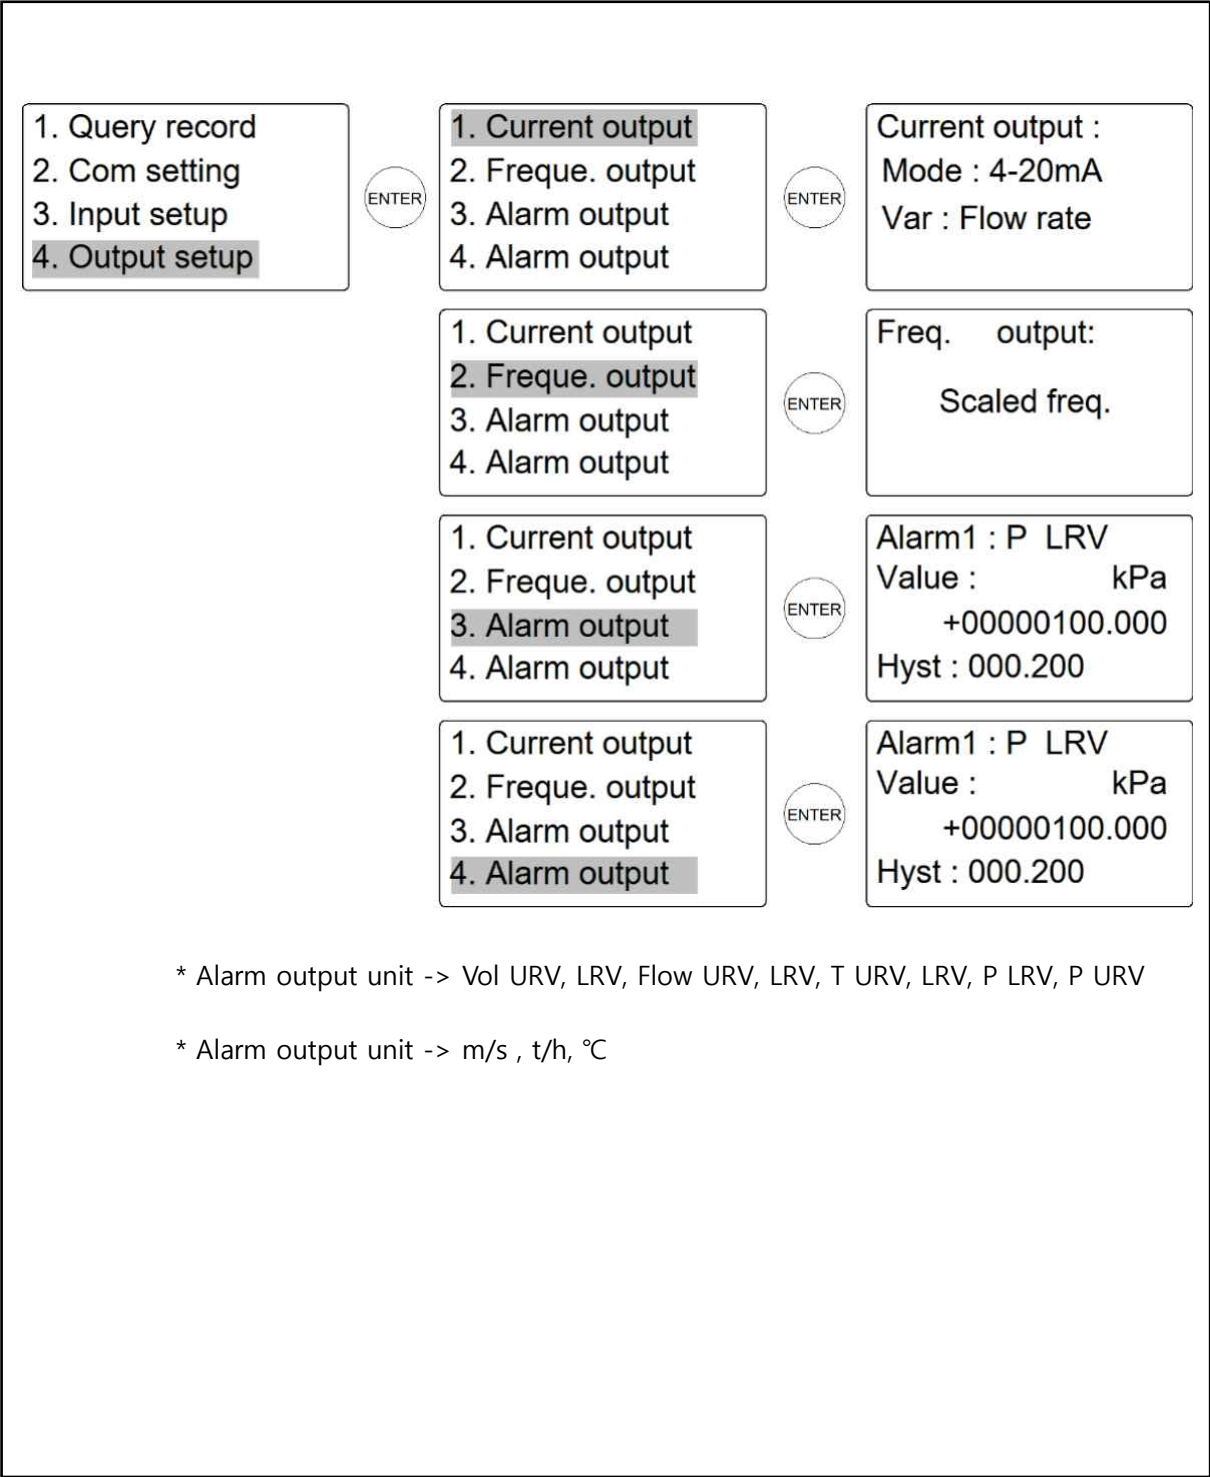 1. Query record
2. Com setting
3. Input setup
4. Output setup
ENTER
1. Current output
2. Freque. output
3. Alarm output
4. Alarm output
ENTER
Current output :
Mode : 4-20mA
Var : Flow rate
1. Current output
2. Freque. output
3. Alarm output
4. Alarm output
ENTER
Freq. output:
Scaled freq.
1. Current output
2. Freque. output
3. Alarm output
4. Alarm output
ENTER
Alarm1 : P LRV
Value : kPa
+00000100.000
Hyst : 000.200
1. Current output
2. Freque. output
3. Alarm output
4. Alarm output
ENTER
Alarm1 : P LRV
Value : kPa
+00000100.000
Hyst : 000.200
* Alarm output unit -> Vol URV, LRV, Flow URV, LRV, T URV, LRV, P LRV, P URV
* Alarm output unit -> m/s , t/h, ℃